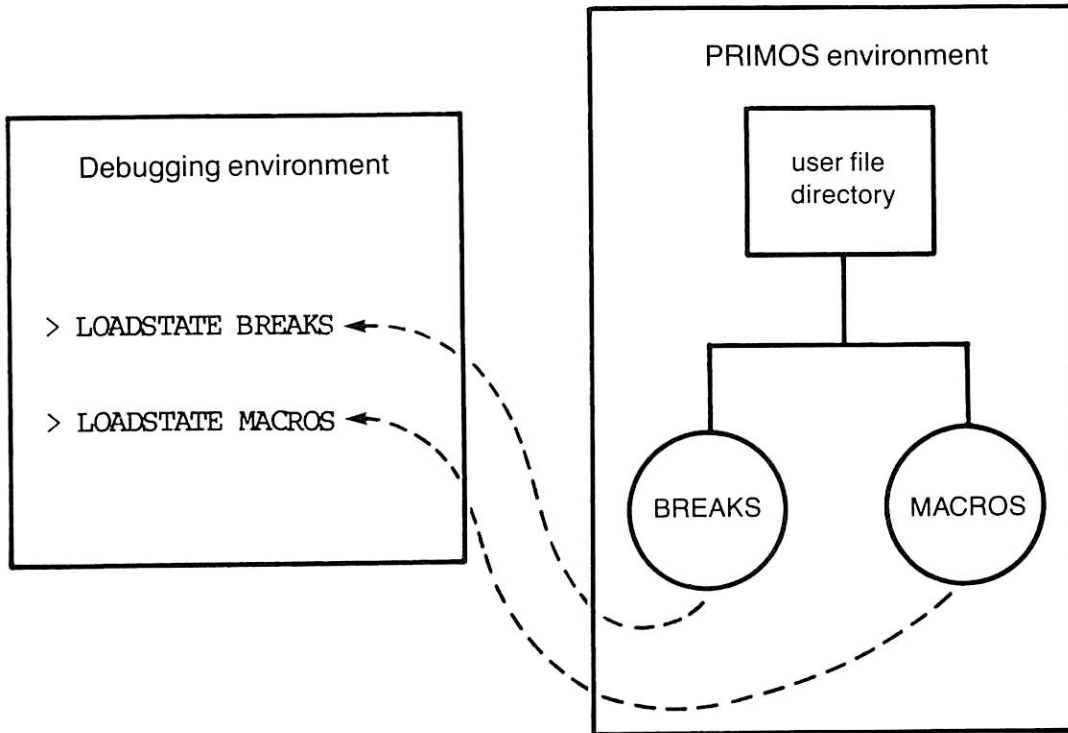 Debugging environment
> LOADSTATE BREAKS
> LOADSTATE MACROS
PRIMOS environment
user file
directory
BREAKS
MACROS